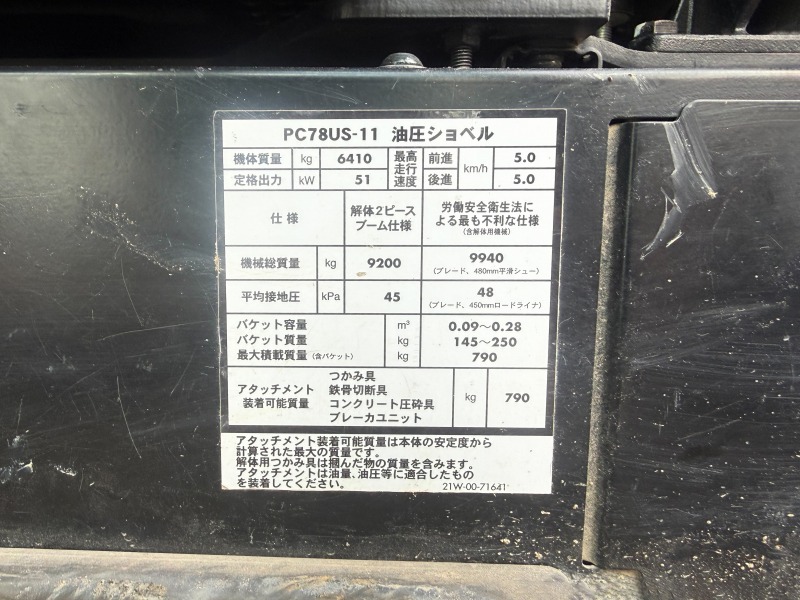 PC78US-11 油圧ショベル
機体質量 kg 6410 最高走行速度 前進 km/h 5.0
定格出力 kW 51 後進 5.0
仕様 解体2ピースブーム仕様 労働安全衛生法による最も不利な仕様 (含解体用機械)
機械総質量 kg 9200 9940 (ブレード、480mm平滑シュー)
平均接地圧 kPa 45 48 (ブレード、450mmロードライナ)
バケット容量 m³ 0.09～0.28
バケット質量 kg 145～250
最大積載質量 (含バケット) kg 790
アタッチメント装着可能質量 つかみ具 鉄骨切断具 コンクリート圧砕具 ブレーカユニット kg 790
アタッチメント装着可能質量は本体の安定度から
計算された最大の質量です。
解体用つかみ具は掴んだ物の質量を含みます。
アタッチメントは油量、油圧等に適合したもの
を装着してください。 21W-00-71641